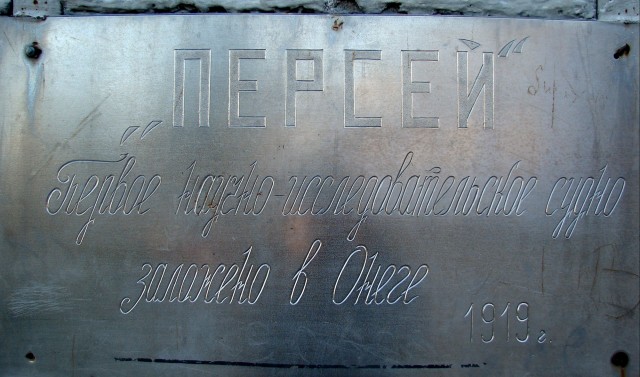 „ПЕРСЕЙ“
Первое научно-исследовательское судно
заложено в Онеге
1919 г.